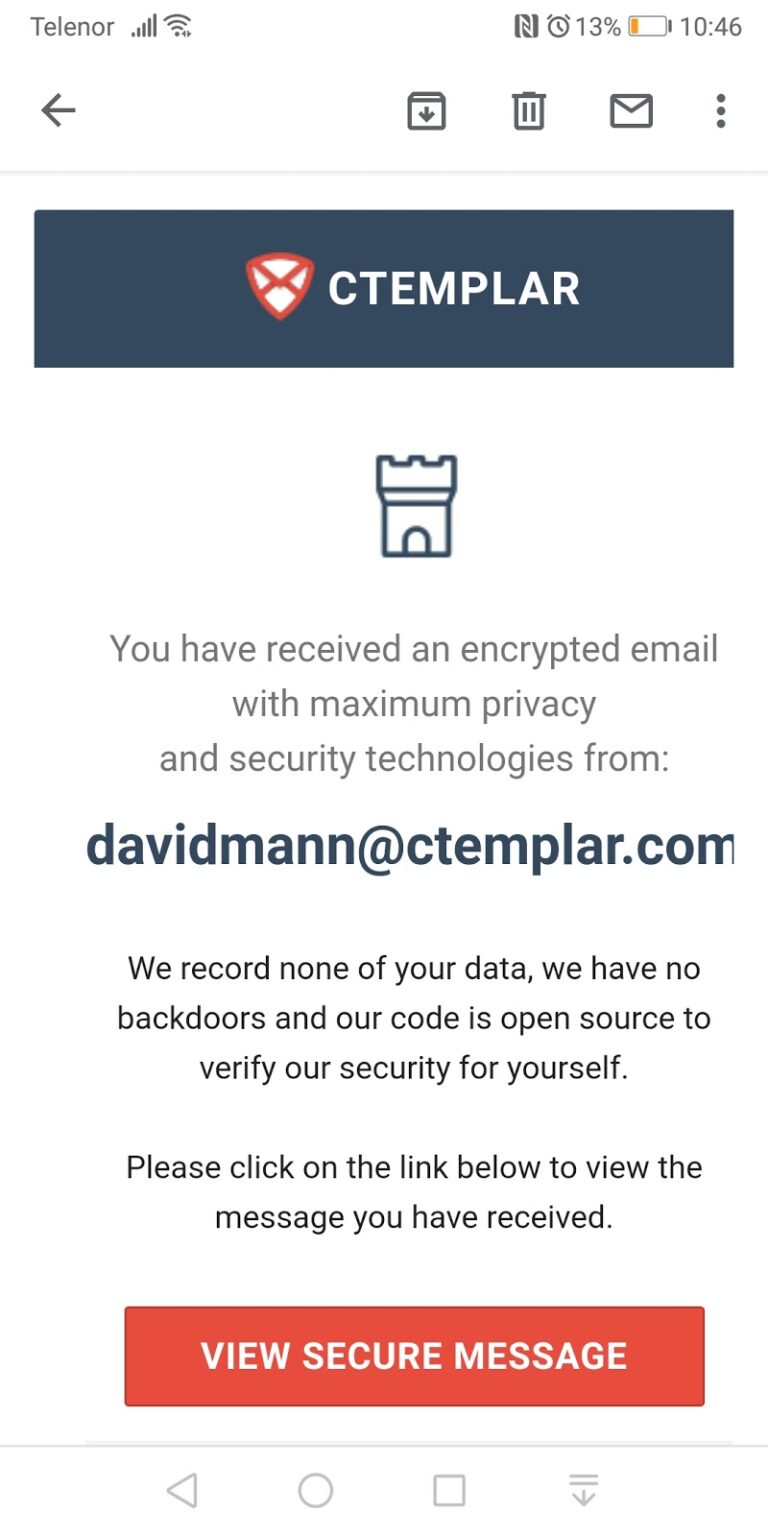 Telenor 13% 10:46
CTEMPLAR
You have received an encrypted email
with maximum privacy
and security technologies from:
davidmann@ctemplar.com
We record none of your data, we have no
backdoors and our code is open source to
verify our security for yourself.
Please click on the link below to view the
message you have received.
VIEW SECURE MESSAGE